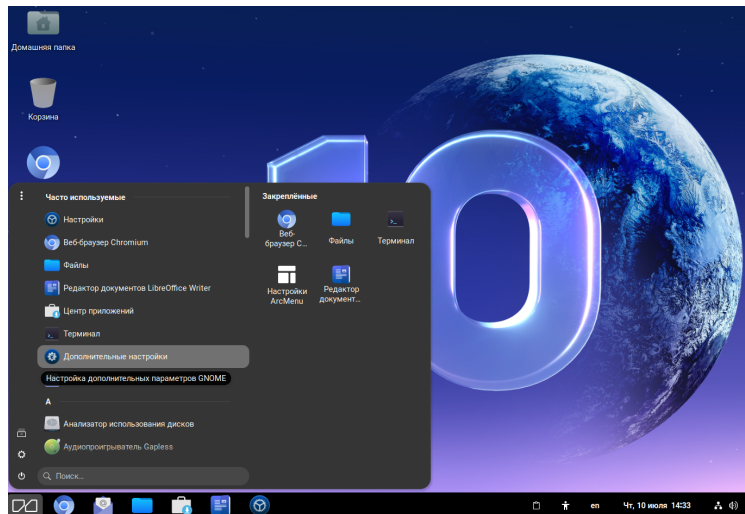 Домашняя папка
Корзина
10
Часто используемые
Настройки
Веб-браузер Chromium
Файлы
Редактор документов LibreOffice Writer
Центр приложений
Терминал
Дополнительные настройки
Настройка дополнительных параметров GNOME
А
Анализатор использования дисков
Аудиопроигрыватель Gapless
Поиск...
Закреплённые
Веб-
браузер C...
Файлы
Терминал
Настройки
ArcMenu
Редактор
документ...
en
Чт, 10 июля 14:33